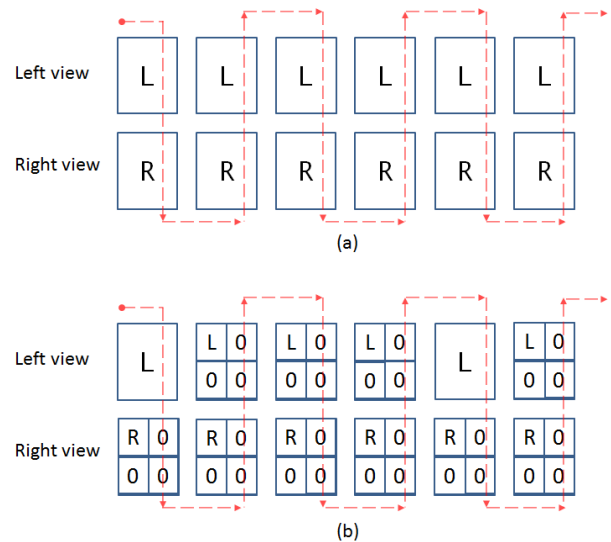 Left view L L L L L L
Right view R R R R R R
(a)
L 0 L 0 L 0 L 0
Left view L L
0 0 0 0 0 0 0 0
R 0 R 0 R 0 R 0 R 0 R 0
Right view
0 0 0 0 0 0 0 0 0 0 0 0
(b)